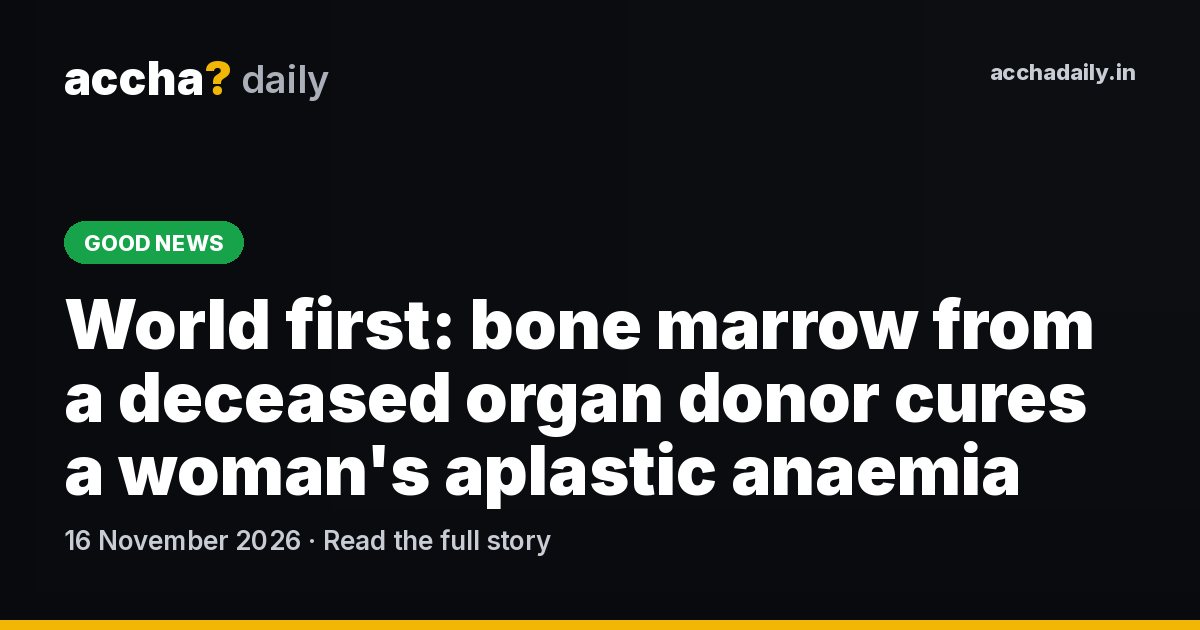 accha? daily
acchadaily.in
GOOD NEWS
World first: bone marrow from
a deceased organ donor cures
a woman's aplastic anaemia
16 November 2026 · Read the full story